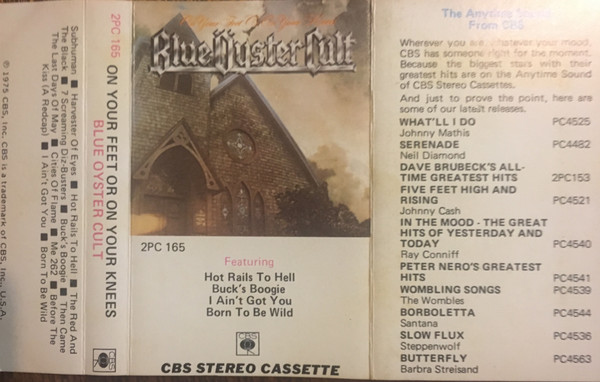 © 1975 CBS, Inc. CBS is a trademark of CBS, Inc., U.S.A.
Subhuman ■ Harvester Of Eyes ■ Hot Rails To Hell ■ The Red And
The Black ■ 7 Screaming Diz-Busters ■ Buck's Boogie ■ Then Came
The Last Days Of May ■ Cities Of Flame ■ Me 262 ■ Before The
Kiss (A Redcap) ■ I Ain't Got You ■ Born To Be Wild
2PC 165
ON YOUR FEET OR ON YOUR KNEES
BLUE OYSTER CULT
CBS
On Your Feet Or On Your Knees
Blue Öyster Cult
2PC 165
Featuring
Hot Rails To Hell
Buck's Boogie
I Ain't Got You
Born To Be Wild
CBS
CBS STEREO CASSETTE
The Anytime Sound
From CBS
Wherever you are, whatever your mood,
CBS has someone right for the mood.
Because the biggest stars with their
greatest hits are on the Anytime Sound
of CBS Stereo Cassettes.
And just to prove the point, here are
some of our latest releases.
WHAT'LL I DO PC4525
Johnny Mathis
SERENADE PC4482
Neil Diamond
DAVE BRUBECK'S ALL-
TIME GREATEST HITS 2PC153
FIVE FEET HIGH AND
RISING PC4521
Johnny Cash
IN THE MOOD - THE GREAT
HITS OF YESTERDAY AND
TODAY PC4540
Ray Conniff
PETER NERO'S GREATEST
HITS PC4541
WOMBLING SONGS PC4539
The Wombles
BORBOLETTA PC4544
Santana
SLOW FLUX PC4536
Steppenwolf
BUTTERFLY PC4563
Barbra Streisand